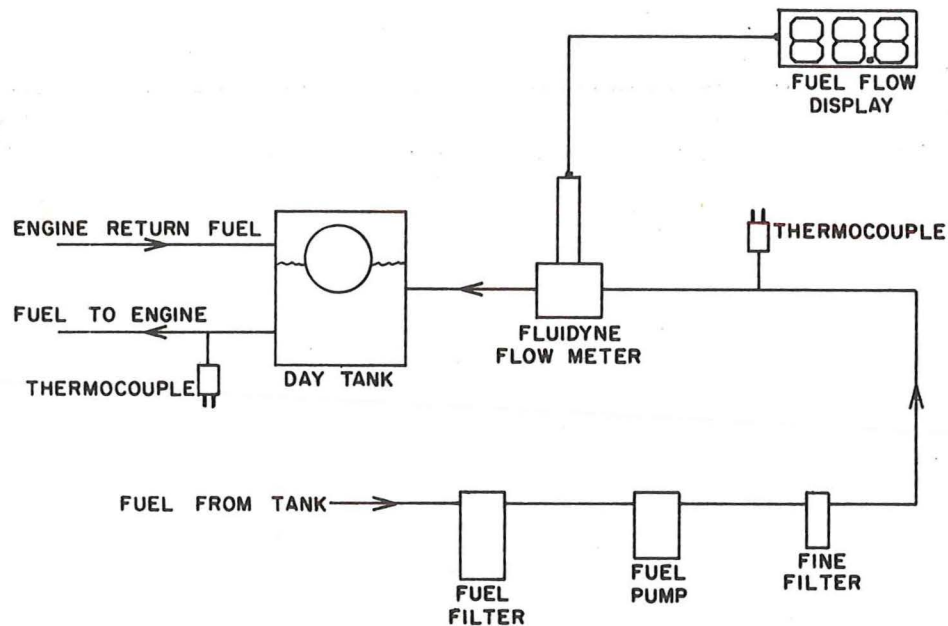 88.8
FUEL FLOW
DISPLAY
ENGINE RETURN FUEL
THERMOCOUPLE
FUEL TO ENGINE
FLUIDYNE
FLOW METER
DAY TANK
THERMOCOUPLE
FUEL FROM TANK
FINE
FILTER
FUEL
PUMP
FUEL
FILTER